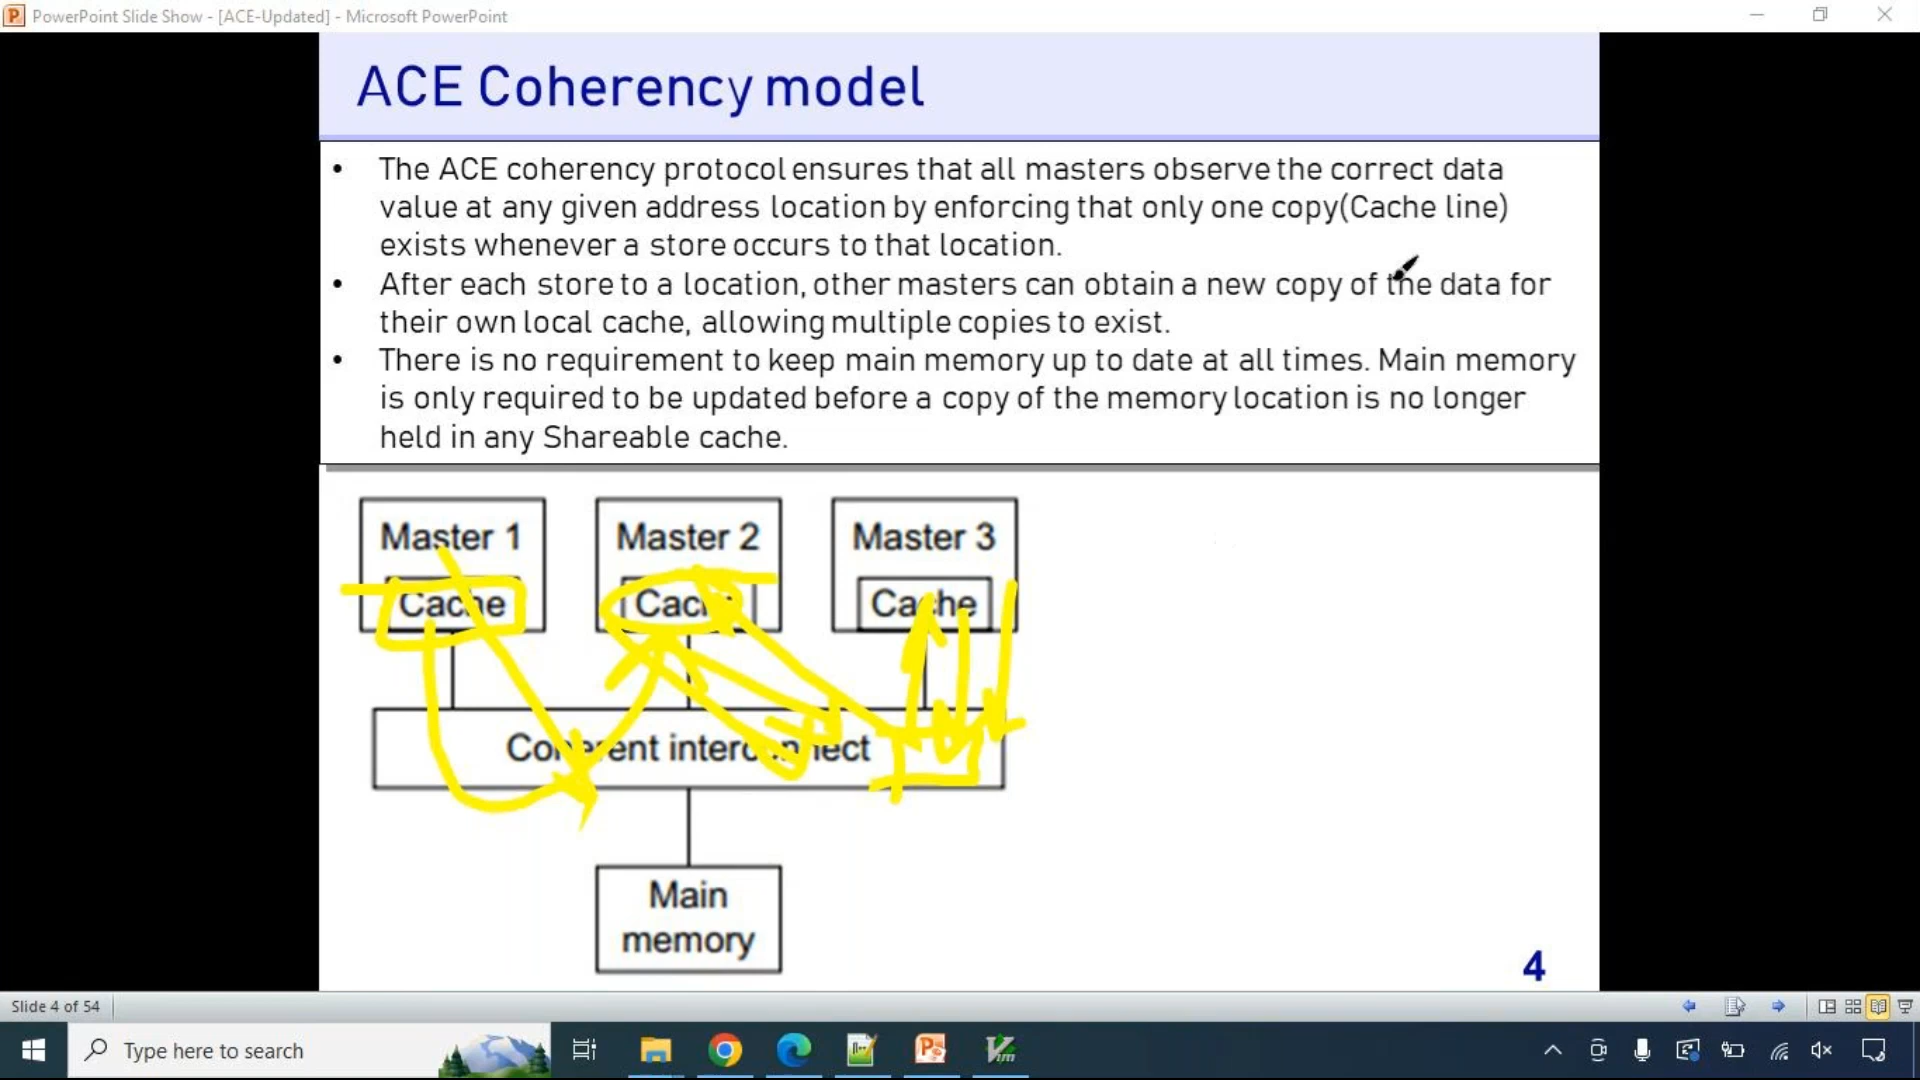 PowerPoint Slide Show - [ACE-Updated] - Microsoft PowerPoint
ACE Coherency model
• The ACE coherency protocol ensures that all masters observe the correct data
value at any given address location by enforcing that only one copy(Cache line)
exists whenever a store occurs to that location.
• After each store to a location, other masters can obtain a new copy of the data for
their own local cache, allowing multiple copies to exist.
• There is no requirement to keep main memory up to date at all times. Main memory
is only required to be updated before a copy of the memory location is no longer
held in any Shareable cache.
Master 1
Master 2
Master 3
Cache
Cache
Cache
Coherent interconnect
Main
memory
4
Slide 4 of 54
Type here to search